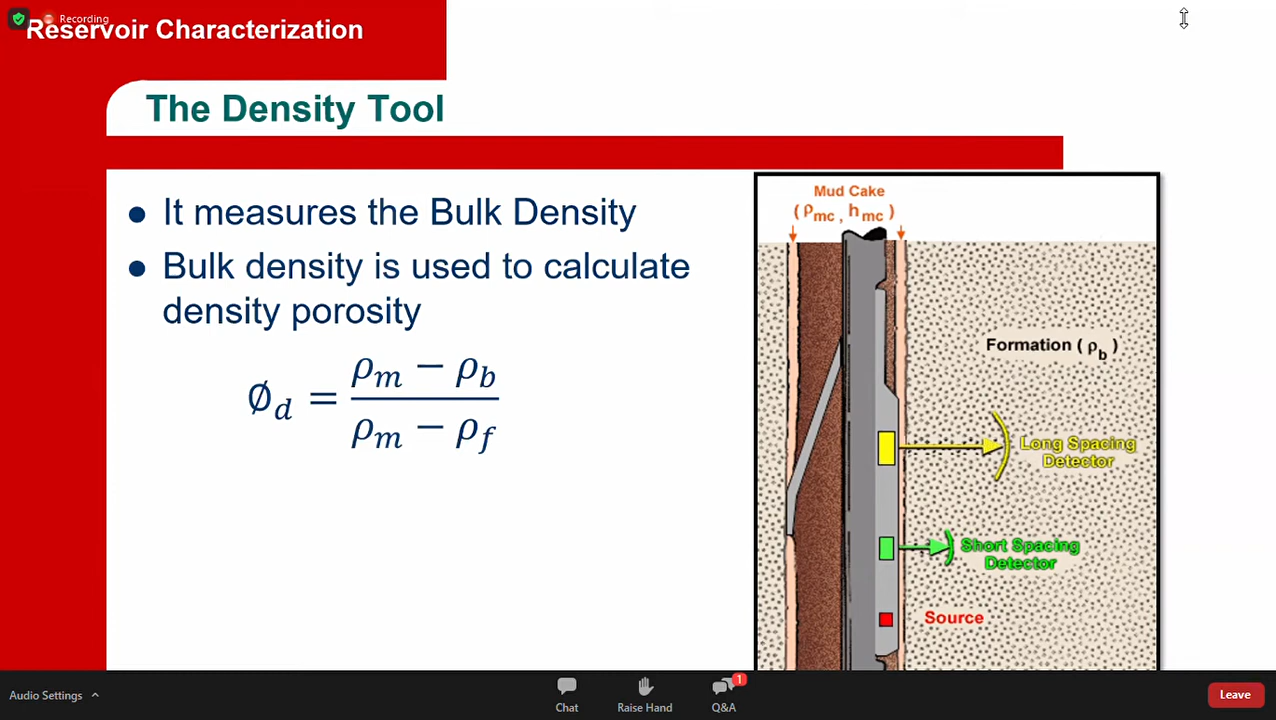 Recording
Reservoir Characterization
The Density Tool
● It measures the Bulk Density
● Bulk density is used to calculate
density porosity
∅d = (ρm − ρb) / (ρm − ρf)
Mud Cake
( ρmc , hmc )
Formation ( ρb )
Long Spacing
Detector
Short Spacing
Detector
Source
Audio Settings
Chat
Raise Hand
1
Q&A
Leave